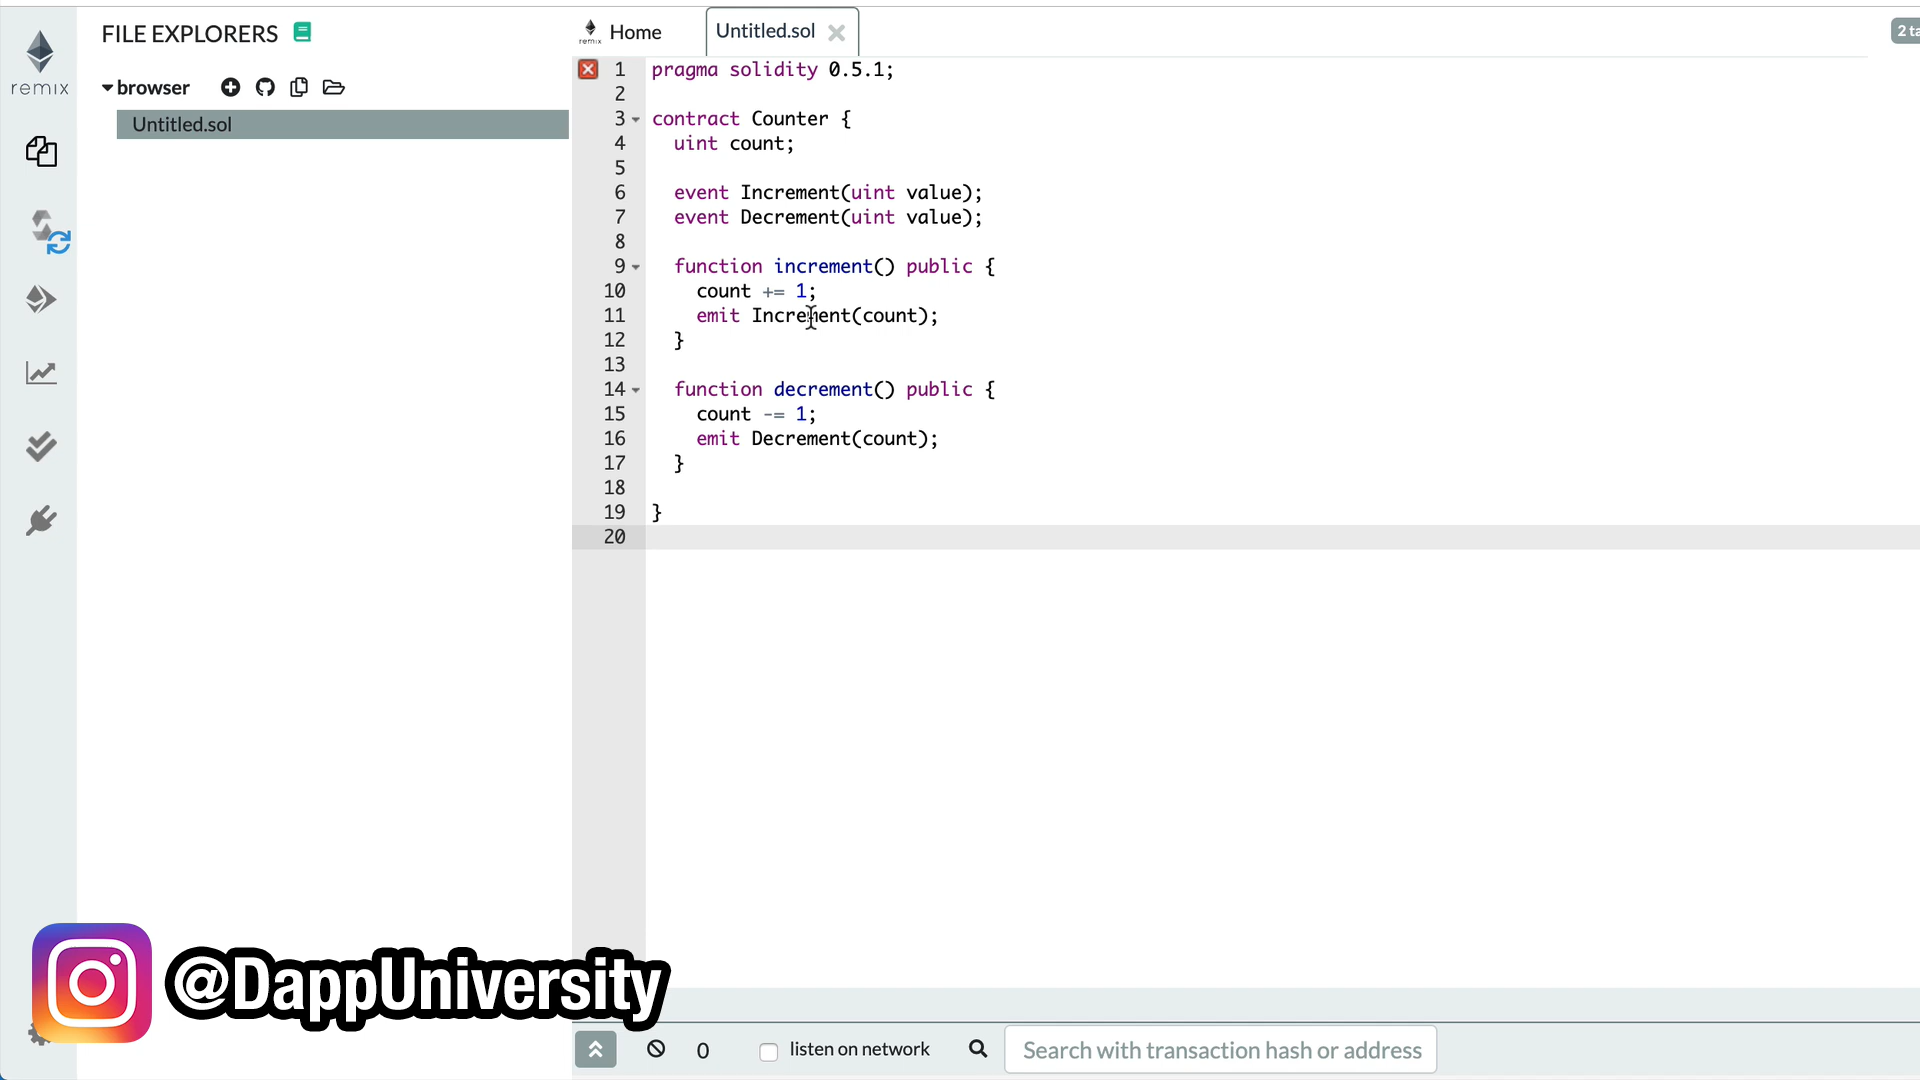 remix
FILE EXPLORERS
browser
Untitled.sol
remix
Home
Untitled.sol
2 ta
1 pragma solidity 0.5.1;
2
3 contract Counter {
4 uint count;
5
6 event Increment(uint value);
7 event Decrement(uint value);
8
9 function increment() public {
10 count += 1;
11 emit Increment(count);
12 }
13
14 function decrement() public {
15 count -= 1;
16 emit Decrement(count);
17 }
18
19 }
20
@DappUniversity
0
listen on network
Search with transaction hash or address